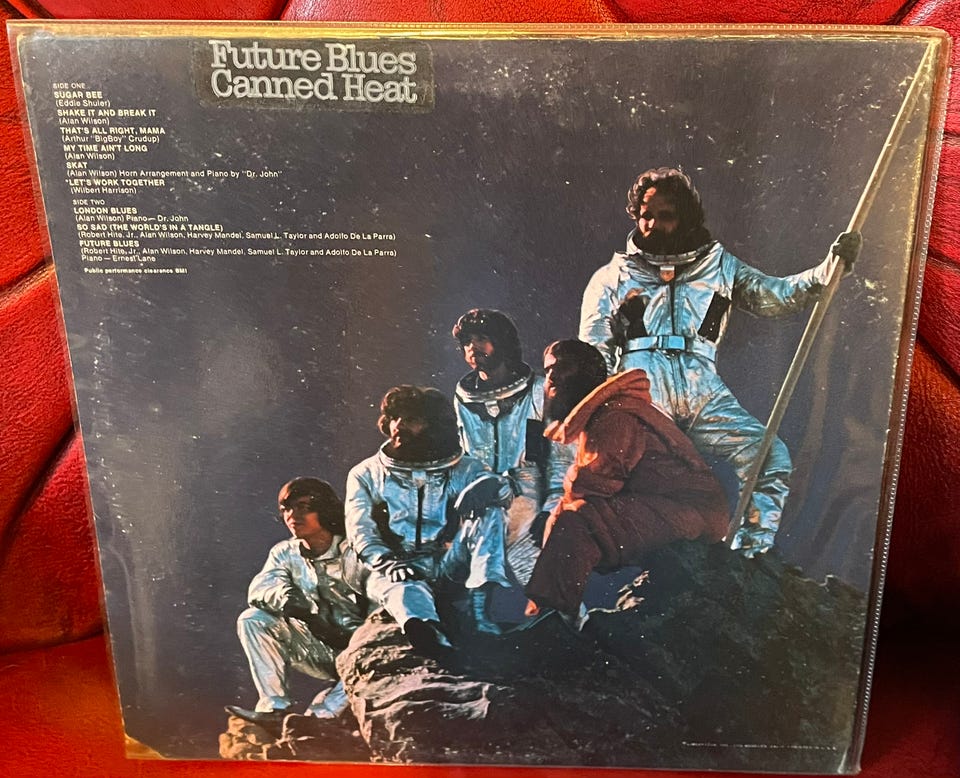 Future Blues
Canned Heat
SIDE ONE
SUGAR BEE
(Eddie Shuler)
SHAKE IT AND BREAK IT
(Alan Wilson)
THAT'S ALL RIGHT, MAMA
(Arthur "BigBoy" Crudup)
MY TIME AIN'T LONG
(Alan Wilson)
SKAT
(Alan Wilson) Horn Arrangement and Piano by "Dr. John"
*LET'S WORK TOGETHER
(Wilbert Harrison)
SIDE TWO
LONDON BLUES
(Alan Wilson) Piano — Dr. John
SO SAD (THE WORLD'S IN A TANGLE)
(Robert Hite, Jr., Alan Wilson, Harvey Mandel, Samuel L. Taylor and Adolfo De La Parra)
FUTURE BLUES
(Robert Hite, Jr., Alan Wilson, Harvey Mandel, Samuel L. Taylor and Adolfo De La Parra)
Piano — Ernest Lane
Public performance clearance BMI